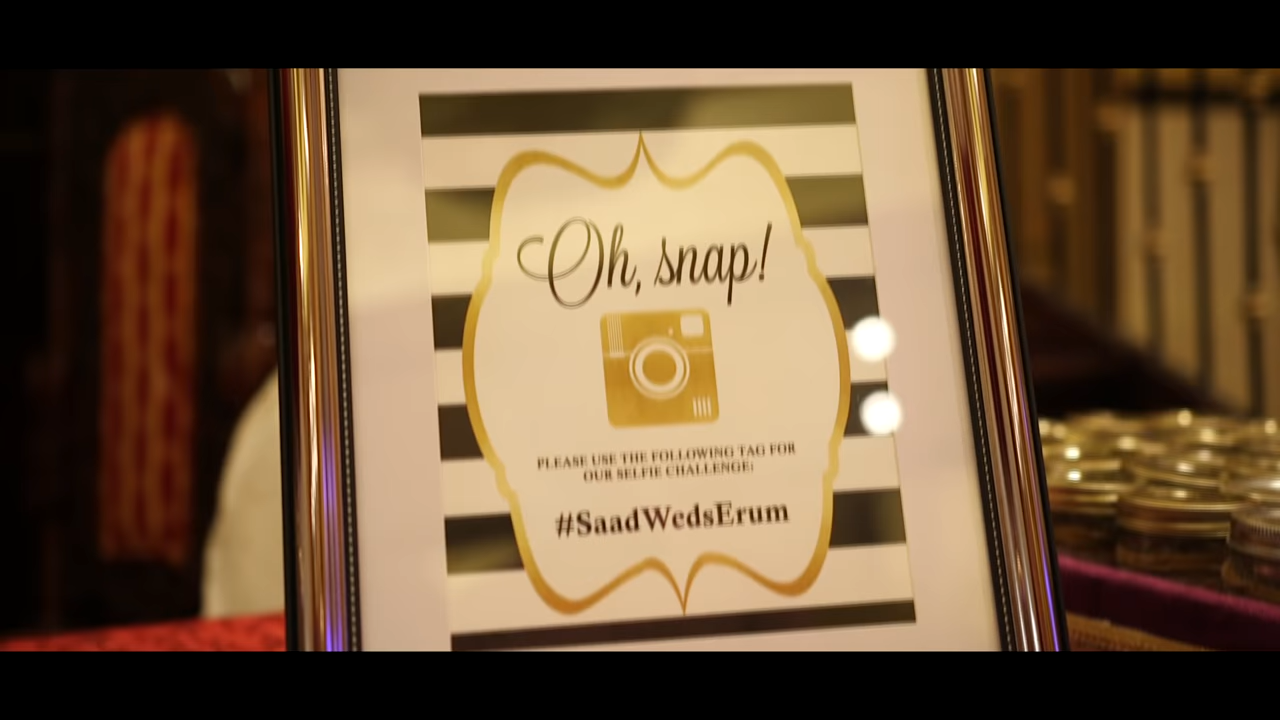 Oh, snap!
PLEASE USE THE FOLLOWING TAG FOR
OUR SELFIE CHALLENGE:
#SaadWedsErum